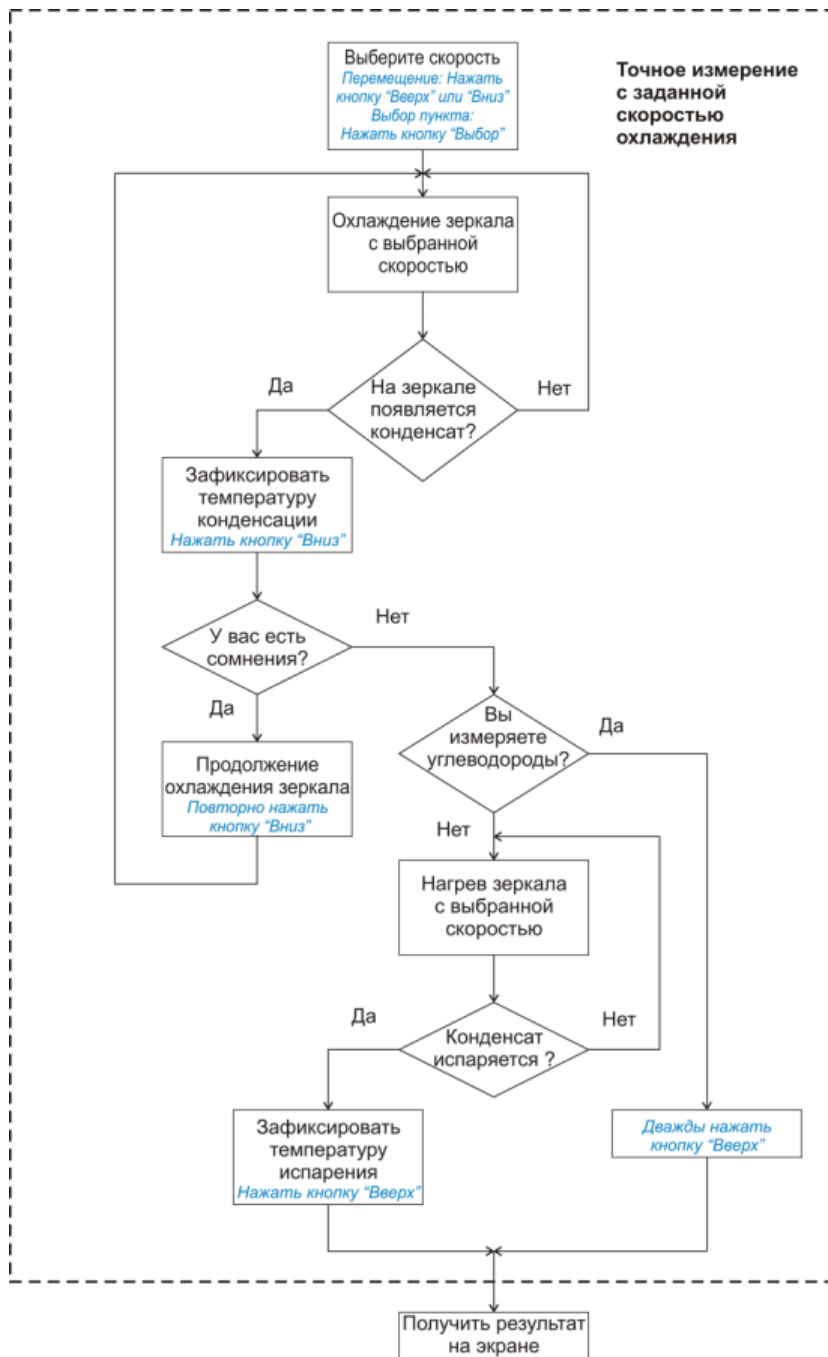 Выберите скорость
Перемещение: Нажать
кнопку “Вверх” или “Вниз”
Выбор пункта:
Нажать кнопку “Выбор”
Точное измерение
с заданной
скоростью
охлаждения
Охлаждение зеркала
с выбранной
скоростью
Да
На зеркале
появляется
конденсат?
Нет
Зафиксировать
температуру
конденсации
Нажать кнопку “Вниз”
У вас есть
сомнения?
Нет
Да
Вы
измеряете
углеводороды?
Да
Продолжение
охлаждения зеркала
Повторно нажать
кнопку “Вниз”
Нет
Нагрев зеркала
с выбранной
скоростью
Да
Конденсат
испаряется ?
Нет
Зафиксировать
температуру
испарения
Нажать кнопку “Вверх”
Дважды нажать
кнопку “Вверх”
Получить результат
на экране